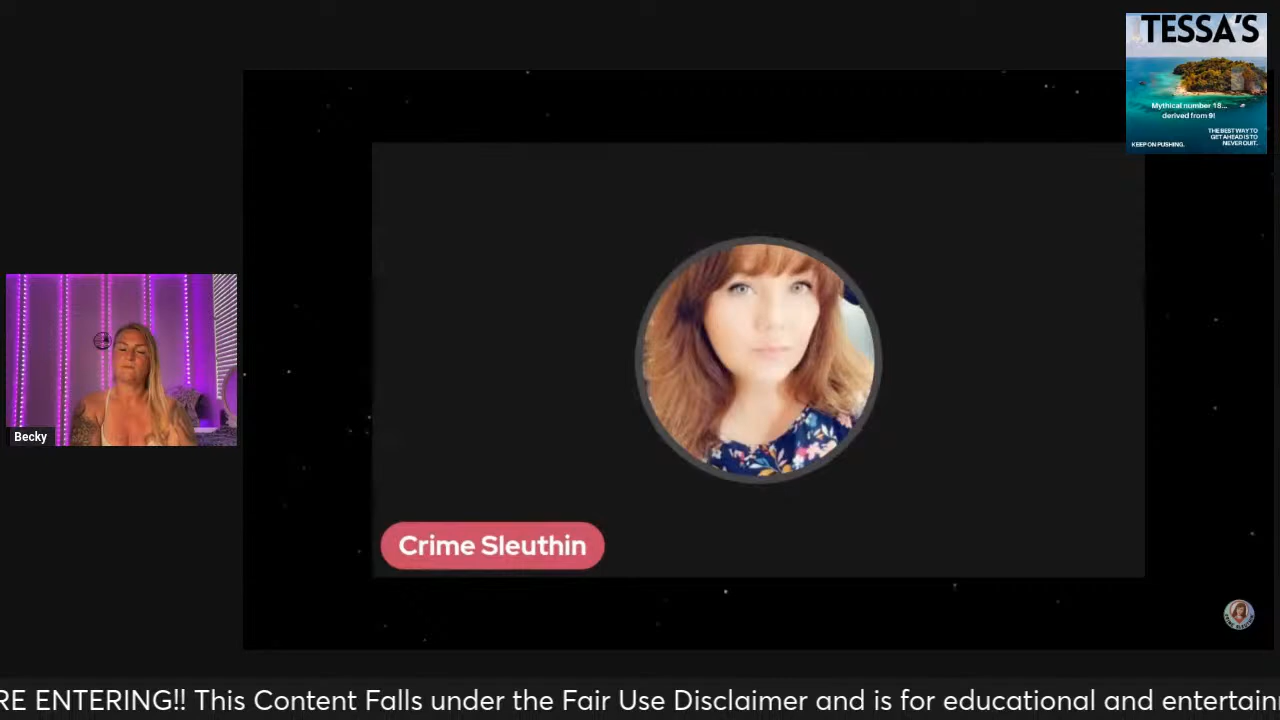 TESSA'S
Mythical number 18...
derived from 9!
THE BEST WAY TO
GET AHEAD IS TO
NEVER QUIT.
KEEP ON PUSHING.
Becky
Crime Sleuthin
RE ENTERING!! This Content Falls under the Fair Use Disclaimer and is for educational and entertain